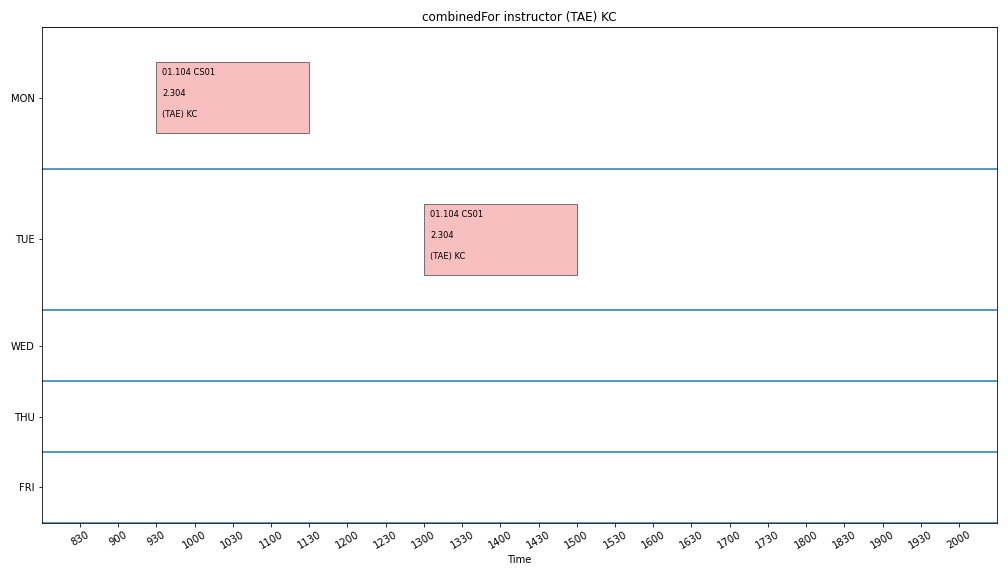 combinedFor instructor (TAE) KC
MON
01.104 CS01
2.304
(TAE) KC
TUE
01.104 CS01
2.304
(TAE) KC
WED
THU
FRI
830 900 930 1000 1030 1100 1130 1200 1230 1300 1330 1400 1430 1500 1530 1600 1630 1700 1730 1800 1830 1900 1930 2000
Time